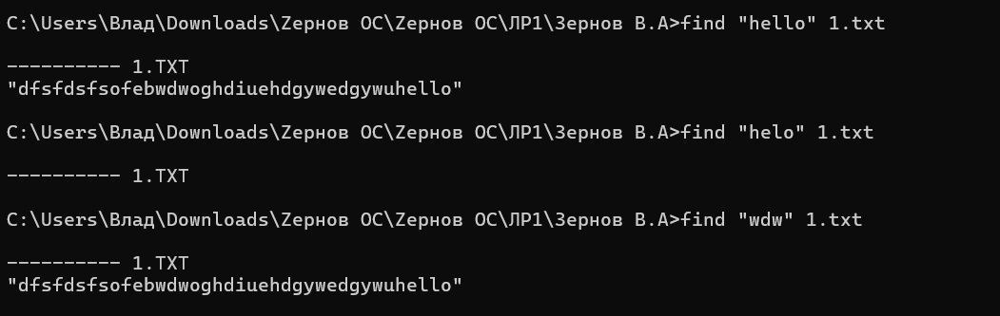 C:\Users\Влад\Downloads\Zернов ОС\Zернов ОС\ЛР1\Зернов В.А>find "hello" 1.txt
---------- 1.TXT
"dfsfdsfsofebwdwoghdiuehdgywedgywuhello"
C:\Users\Влад\Downloads\Zернов ОС\Zернов ОС\ЛР1\Зернов В.А>find "helo" 1.txt
---------- 1.TXT
C:\Users\Влад\Downloads\Zернов ОС\Zернов ОС\ЛР1\Зернов В.А>find "wdw" 1.txt
---------- 1.TXT
"dfsfdsfsofebwdwoghdiuehdgywedgywuhello"